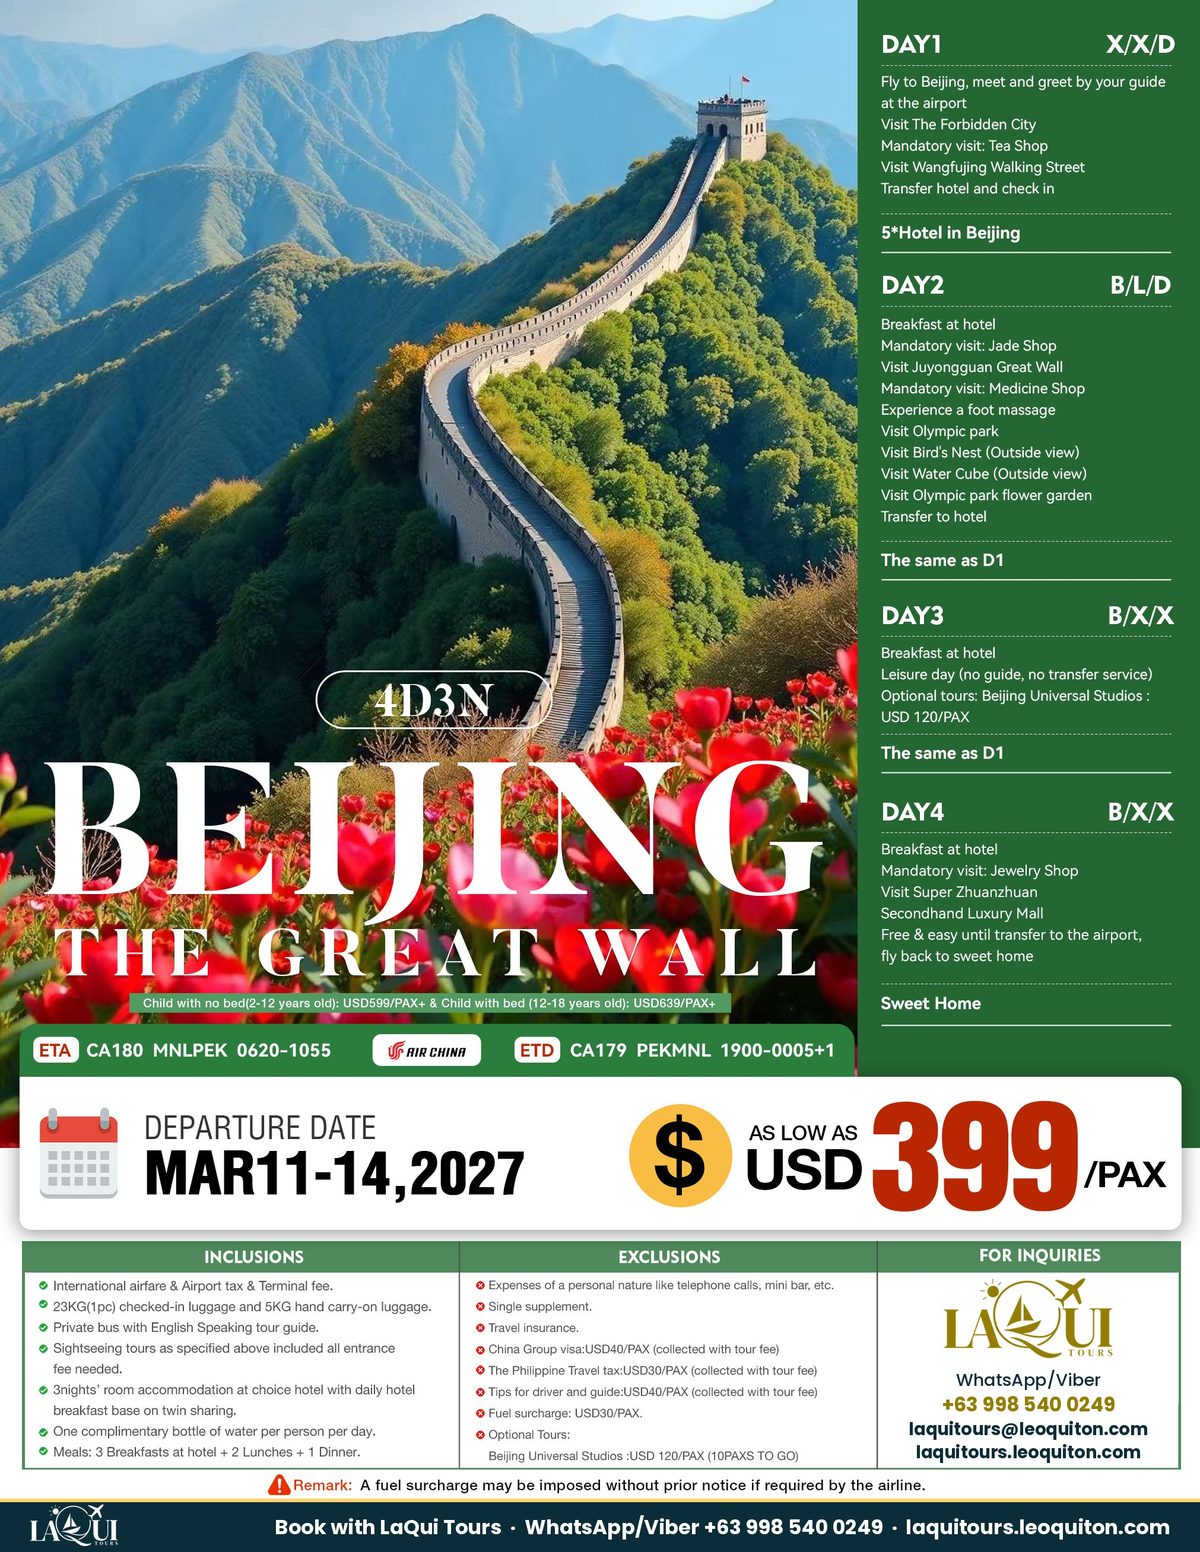 4D3N
BEIJING
THE GREAT WALL
Child with no bed(2-12 years old): USD599/PAX+ & Child with bed (12-18 years old): USD639/PAX+
ETA CA180 MNLPEK 0620-1055
AIR CHINA
ETD CA179 PEKMNL 1900-0005+1
DAY1 X/X/D
Fly to Beijing, meet and greet by your guide
at the airport
Visit The Forbidden City
Mandatory visit: Tea Shop
Visit Wangfujing Walking Street
Transfer hotel and check in
5*Hotel in Beijing
DAY2 B/L/D
Breakfast at hotel
Mandatory visit: Jade Shop
Visit Juyongguan Great Wall
Mandatory visit: Medicine Shop
Experience a foot massage
Visit Olympic park
Visit Bird's Nest (Outside view)
Visit Water Cube (Outside view)
Visit Olympic park flower garden
Transfer to hotel
The same as D1
DAY3 B/X/X
Breakfast at hotel
Leisure day (no guide, no transfer service)
Optional tours: Beijing Universal Studios :
USD 120/PAX
The same as D1
DAY4 B/X/X
Breakfast at hotel
Mandatory visit: Jewelry Shop
Visit Super Zhuanzhuan
Secondhand Luxury Mall
Free & easy until transfer to the airport,
fly back to sweet home
Sweet Home
DEPARTURE DATE
MAR11-14,2027
$
AS LOW AS
USD 399 /PAX
INCLUSIONS
International airfare & Airport tax & Terminal fee.
23KG(1pc) checked-in luggage and 5KG hand carry-on luggage.
Private bus with English Speaking tour guide.
Sightseeing tours as specified above included all entrance
fee needed.
3nights' room accommodation at choice hotel with daily hotel
breakfast base on twin sharing.
One complimentary bottle of water per person per day.
Meals: 3 Breakfasts at hotel + 2 Lunches + 1 Dinner.
EXCLUSIONS
Expenses of a personal nature like telephone calls, mini bar, etc.
Single supplement.
Travel insurance.
China Group visa:USD40/PAX (collected with tour fee)
The Philippine Travel tax:USD30/PAX (collected with tour fee)
Tips for driver and guide:USD40/PAX (collected with tour fee)
Fuel surcharge: USD30/PAX.
Optional Tours:
Beijing Universal Studios :USD 120/PAX (10PAXS TO GO)
FOR INQUIRIES
LAQUI
TOURS
WhatsApp/Viber
+63 998 540 0249
laquitours@leoquiton.com
laquitours.leoquiton.com
Remark: A fuel surcharge may be imposed without prior notice if required by the airline.
LAQUI
TOURS
Book with LaQui Tours · WhatsApp/Viber +63 998 540 0249 · laquitours.leoquiton.com